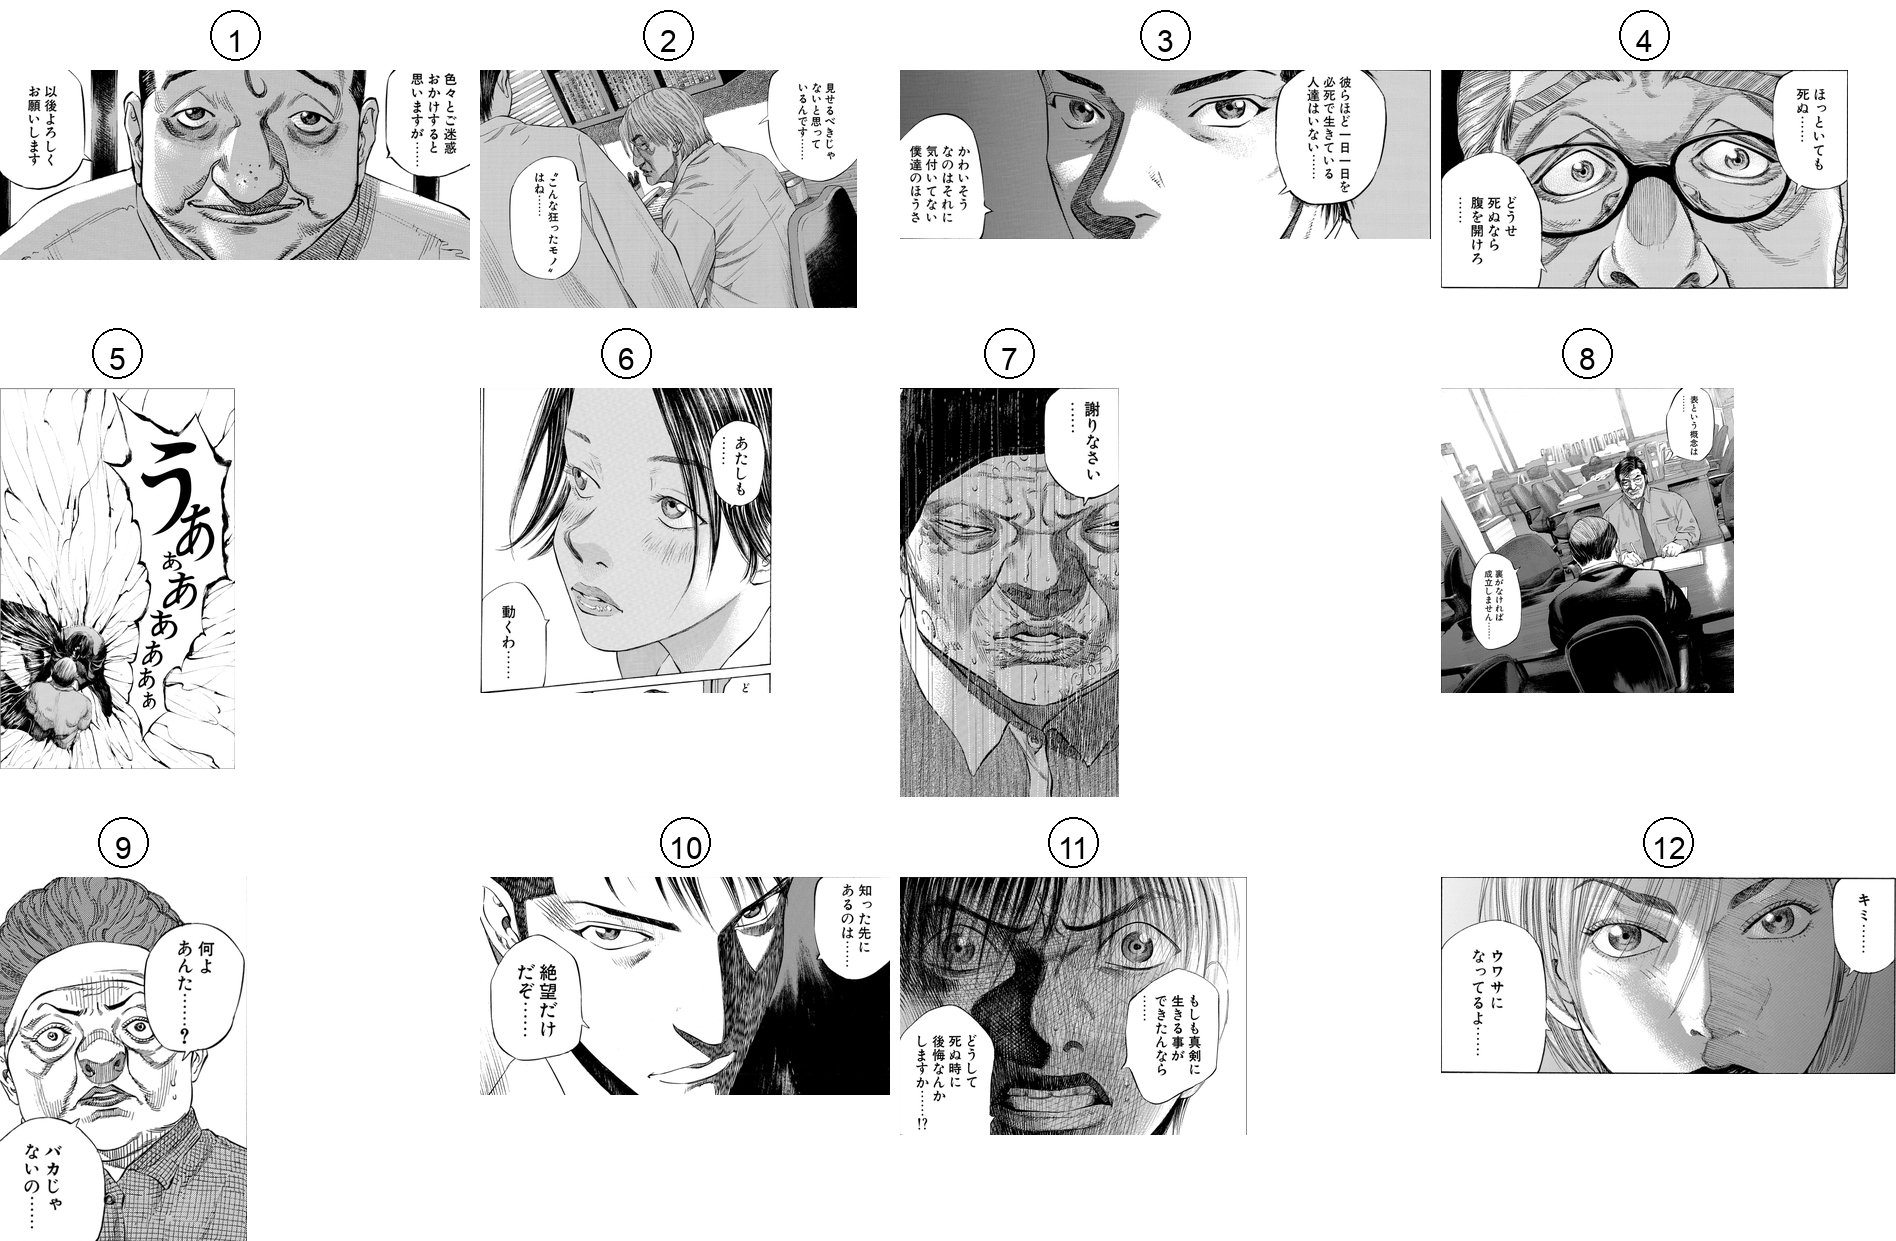 1
色々とご迷惑
おかけすると
思いますが……
以後よろしく
お願いします
2
見せるべきじゃ
ないと思って
いるんです……
“こんな狂ったモノ”
はね……
3
彼らほど一日一日を
必死で生きている
人達はいない……
かわいそう
なのはそれに
気付いてない
僕達のほうさ
4
ほっといても
死ぬ……
どうせ
死ぬなら
腹を開けろ
……
5
うあぁあああああぁ
6
あたしも
……
動くわ……
ど
7
謝りなさい
……
8
表という概念は
……
裏がなければ
成立しません……
9
何よ
あんた……?
バカじゃ
ないの……
10
知った先に
あるのは……
絶望だけ
だぞ……
11
もしも真剣に
生きる事が
できたんなら
……
どうして
死ぬ時に
後悔なんか
しますか……!?
12
キミ……
ウワサに
なってるよ……